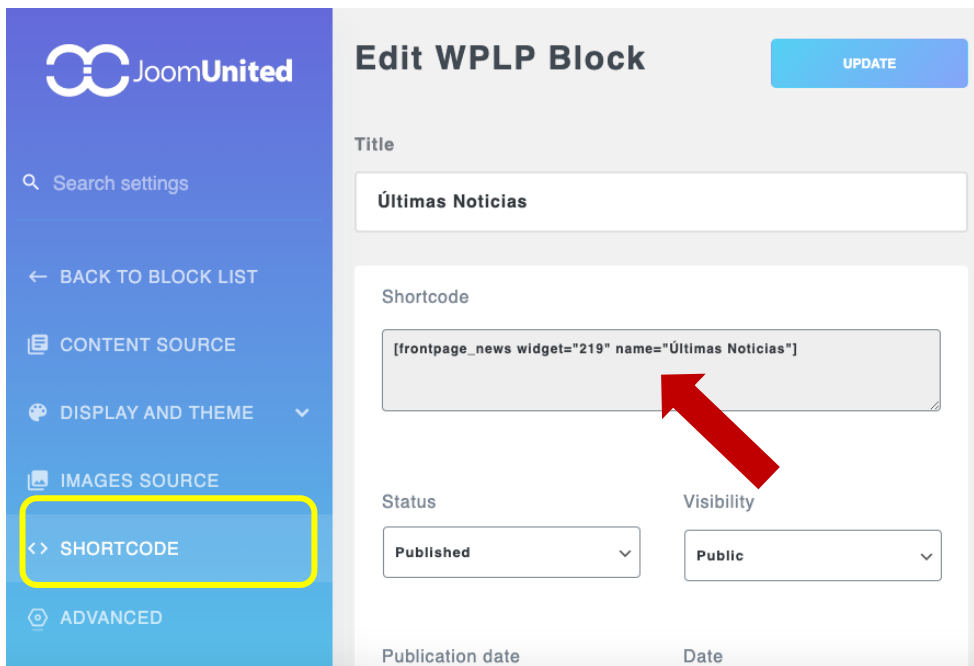 JoomUnited
Search settings
← BACK TO BLOCK LIST
CONTENT SOURCE
DISPLAY AND THEME
IMAGES SOURCE
<> SHORTCODE
ADVANCED
Edit WPLP Block
UPDATE
Title
Últimas Noticias
Shortcode
[frontpage_news widget="219" name="Últimas Noticias"]
Status
Visibility
Published
Public
Publication date
Date